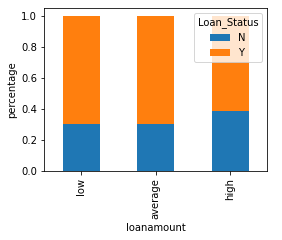 Loan_Status
N
Y
1.0
0.8
0.6
0.4
0.2
0.0
percentage
low
average
high
loanamount